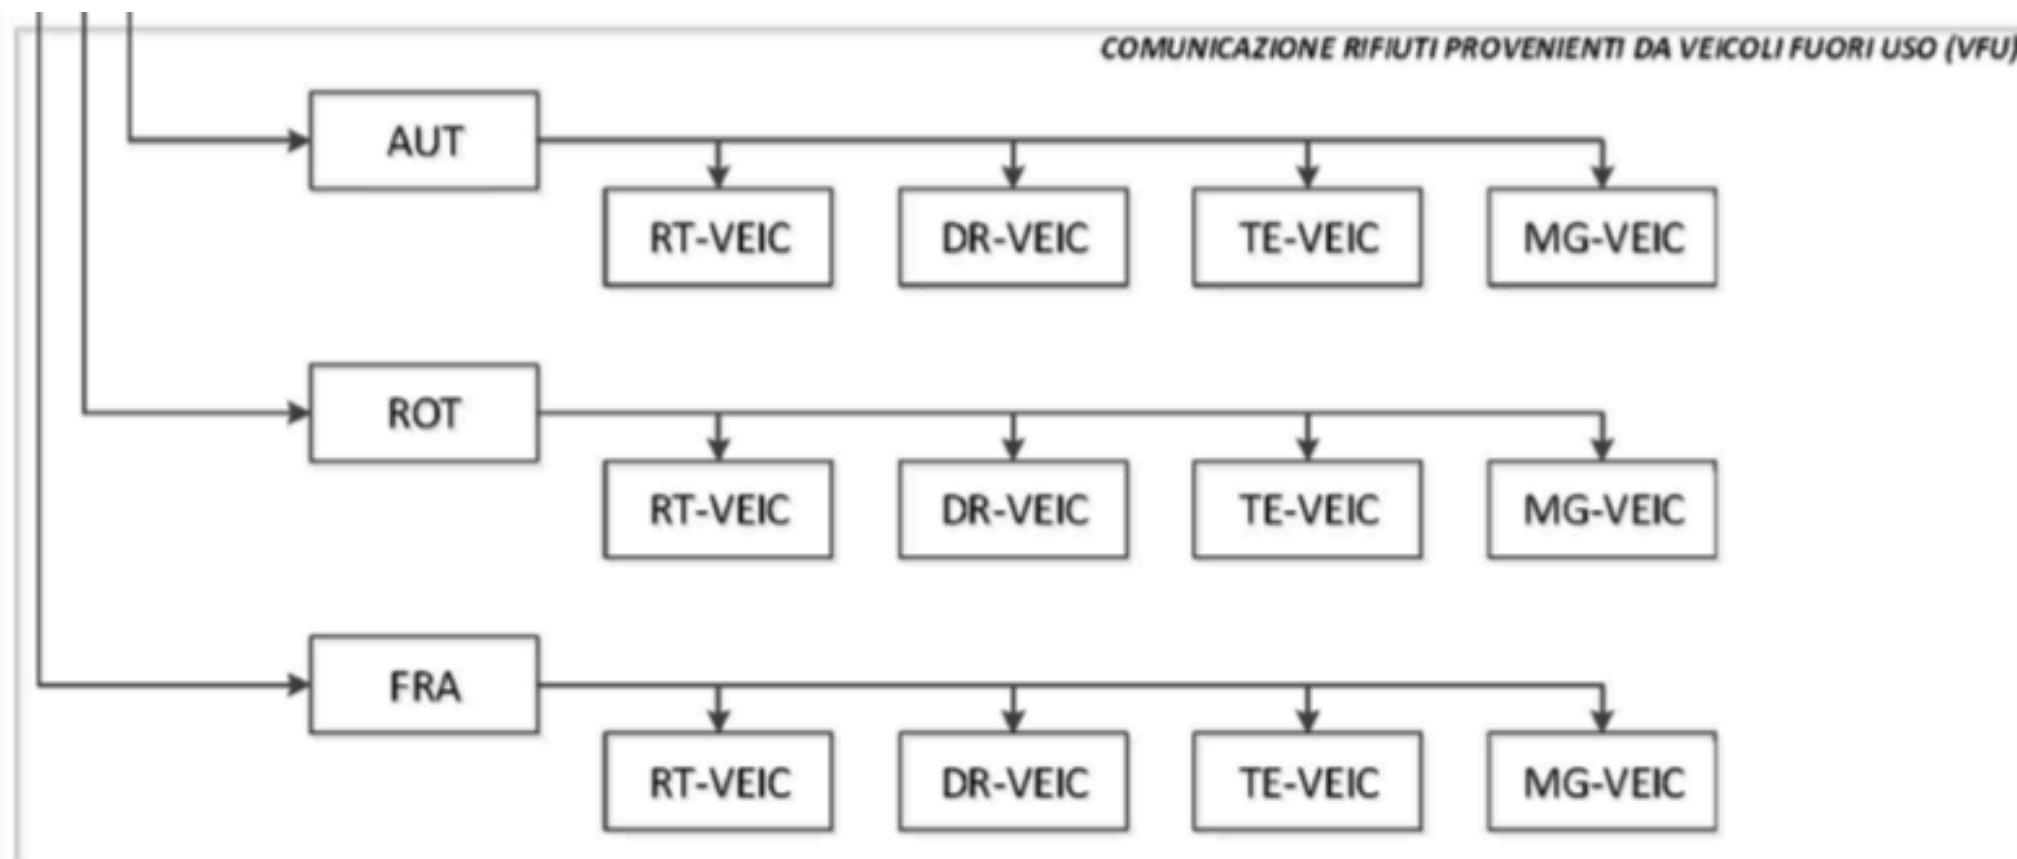 COMUNICAZIONE RIFIUTI PROVENIENTI DA VEICOLI FUORI USO (VFU)
AUT
RT-VEIC DR-VEIC TE-VEIC MG-VEIC
ROT
RT-VEIC DR-VEIC TE-VEIC MG-VEIC
FRA
RT-VEIC DR-VEIC TE-VEIC MG-VEIC